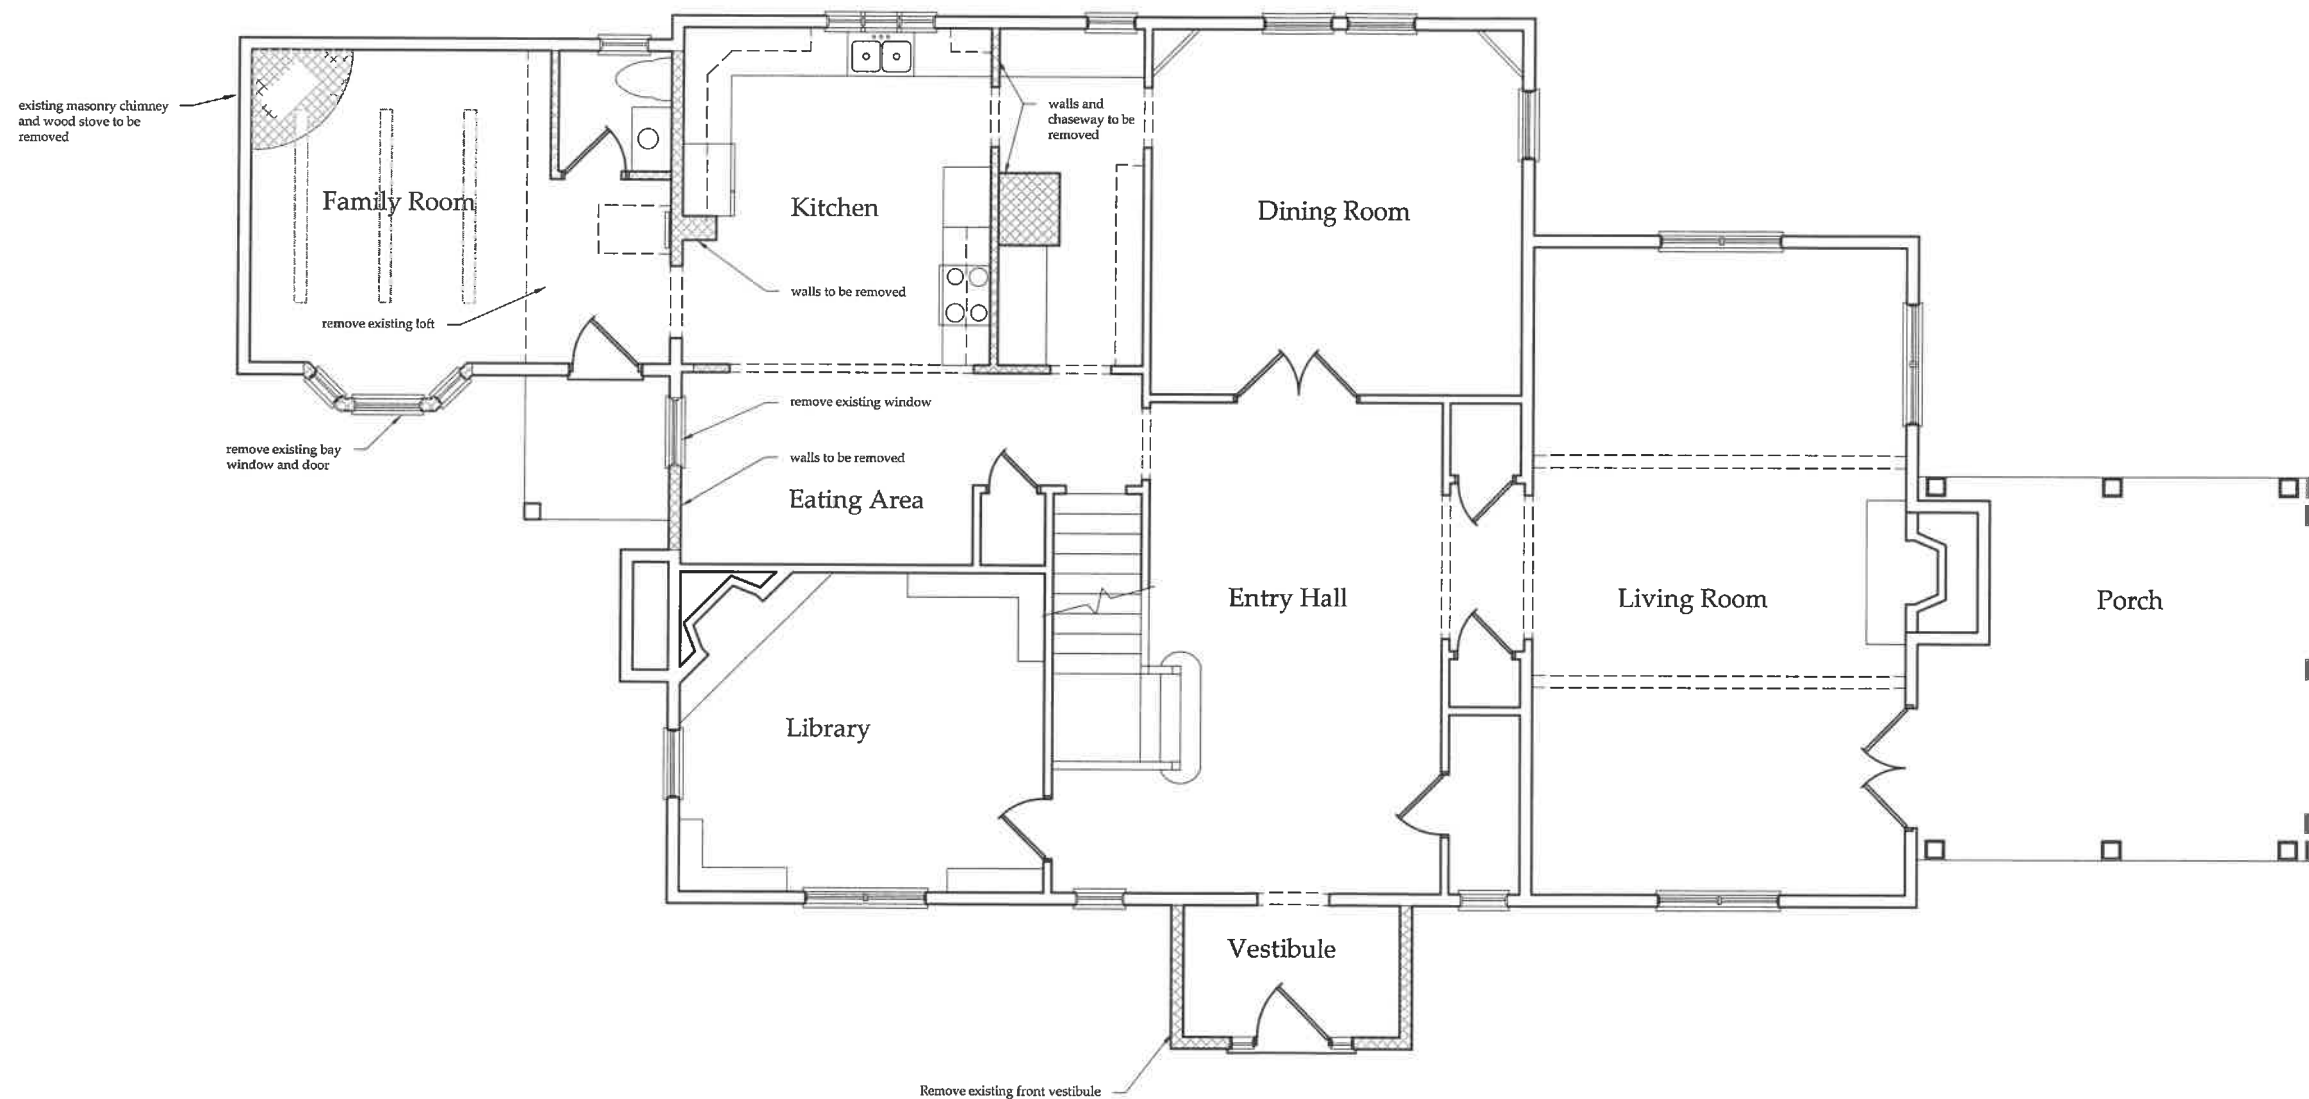 existing masonry chimney
and wood stove to be
removed
walls and
chaseway to be
removed
Family Room
Kitchen
Dining Room
walls to be removed
remove existing loft
remove existing window
remove existing bay
window and door
walls to be removed
Eating Area
Entry Hall
Living Room
Porch
Library
Vestibule
Remove existing front vestibule